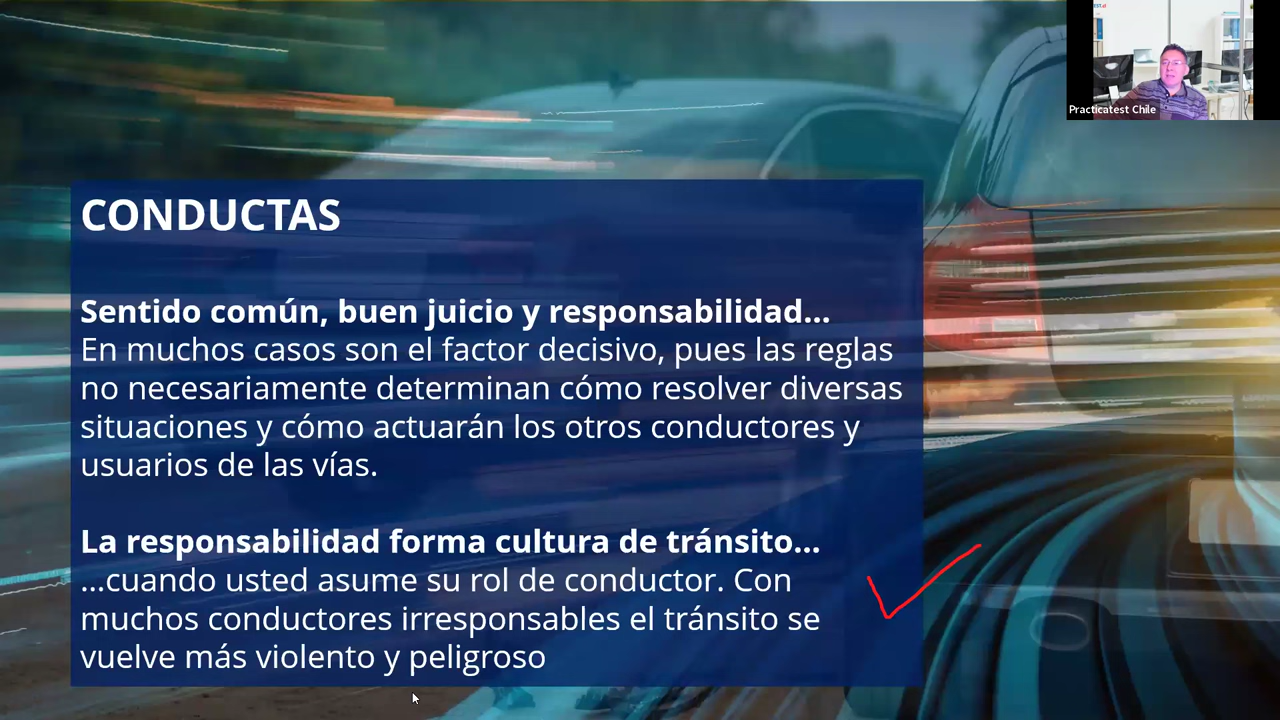 Practicatest Chile
CONDUCTAS
Sentido común, buen juicio y responsabilidad...
En muchos casos son el factor decisivo, pues las reglas
no necesariamente determinan cómo resolver diversas
situaciones y cómo actuarán los otros conductores y
usuarios de las vías.
La responsabilidad forma cultura de tránsito...
...cuando usted asume su rol de conductor. Con
muchos conductores irresponsables el tránsito se
vuelve más violento y peligroso